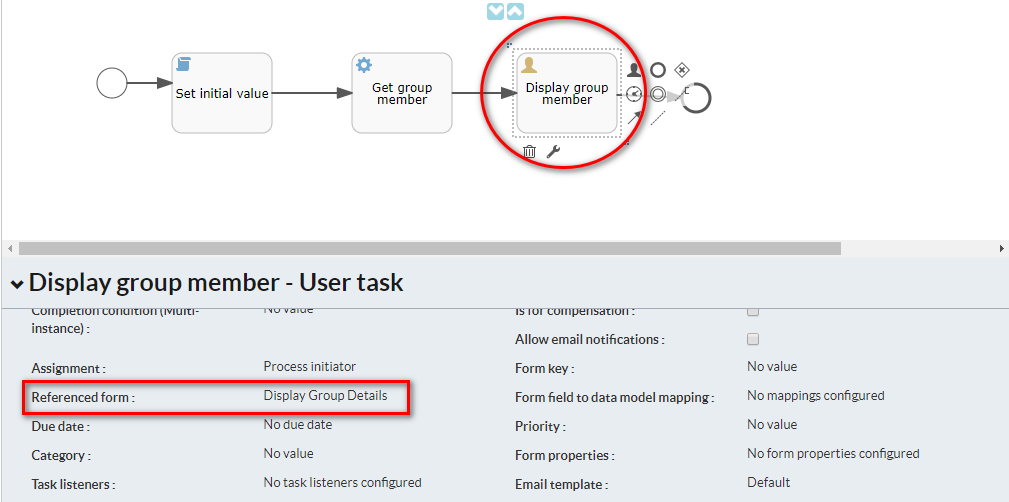 Set initial value
Get group
member
Display group
member
Display group member - User task
Completion condition (Multi-
instance) :
No value
Is for compensation :
Allow email notifications :
Assignment :
Process initiator
Form key :
No value
Referenced form :
Display Group Details
Form field to data model mapping :
No mappings configured
Due date :
No due date
Priority :
No value
Category :
No value
Form properties :
No form properties configured
Task listeners :
No task listeners configured
Email template :
Default